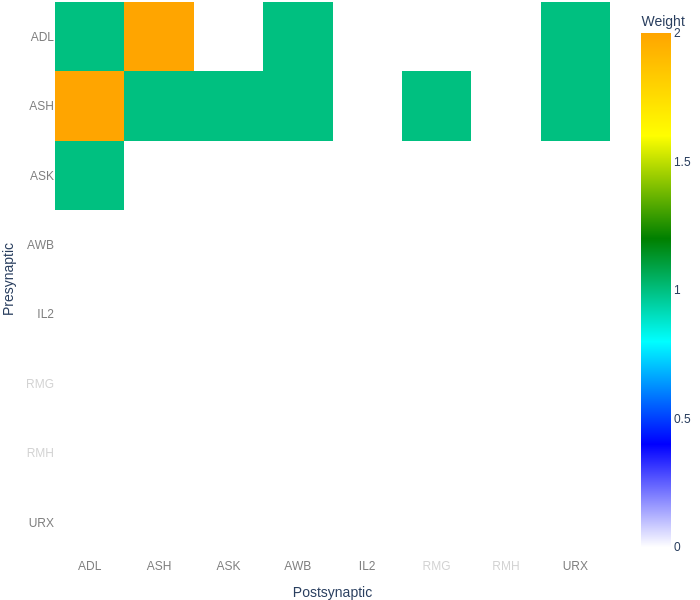 Weight
2
1.5
1
0.5
0
Presynaptic
ADL
ASH
ASK
AWB
IL2
RMG
RMH
URX
ADL ASH ASK AWB IL2 RMG RMH URX
Postsynaptic